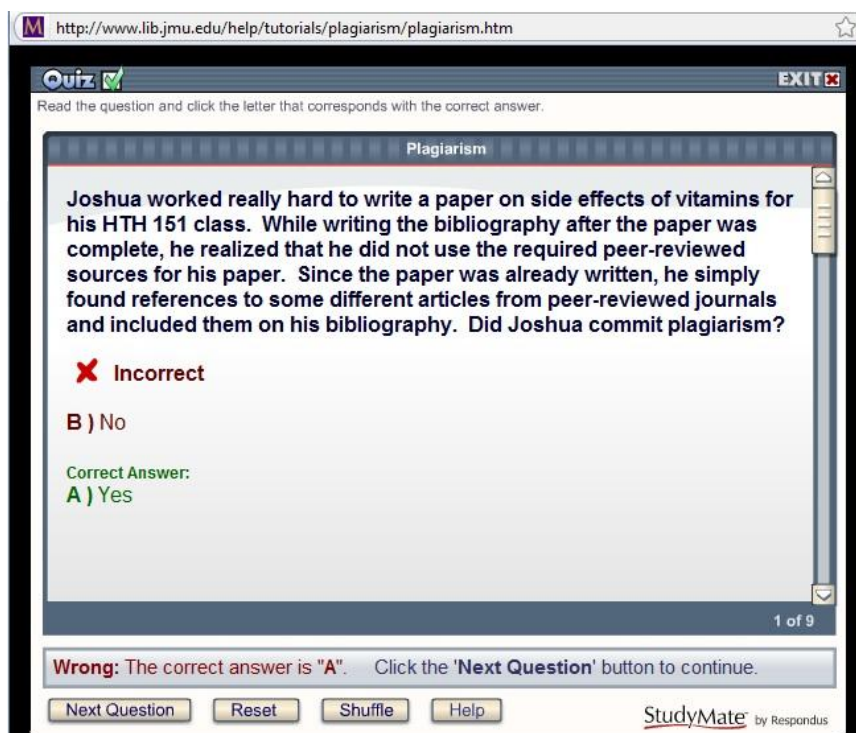 M http://www.lib.jmu.edu/help/tutorials/plagiarism/plagiarism.htm
Quiz EXIT
Read the question and click the letter that corresponds with the correct answer.
Plagiarism
Joshua worked really hard to write a paper on side effects of vitamins for
his HTH 151 class. While writing the bibliography after the paper was
complete, he realized that he did not use the required peer-reviewed
sources for his paper. Since the paper was already written, he simply
found references to some different articles from peer-reviewed journals
and included them on his bibliography. Did Joshua commit plagiarism?
Incorrect
B ) No
Correct Answer:
A ) Yes
1 of 9
Wrong: The correct answer is "A". Click the 'Next Question' button to continue.
Next Question Reset Shuffle Help StudyMate by Respondus